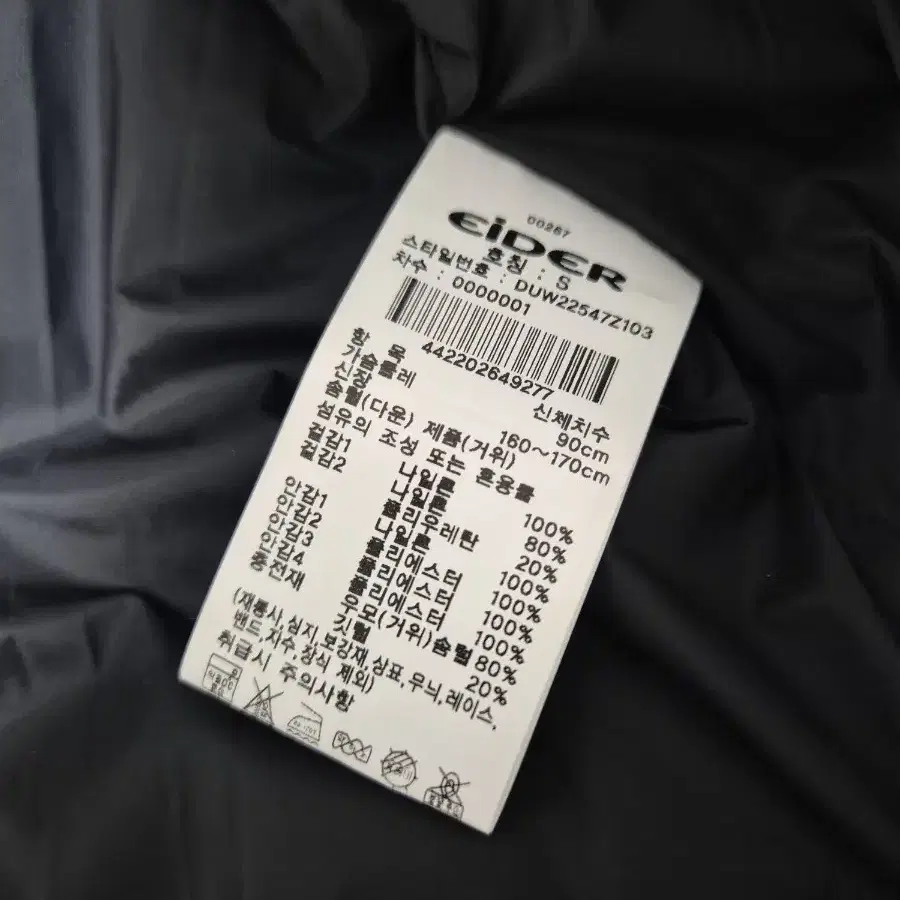 00267
EiDER
호칭 : S
스타일번호 : DUW22547Z103
차수 : 0000001
442202649277
항 목 신체치수
가슴둘레 90cm
신장 160~170cm
솜털(다운) 제품(거위)
섬유의 조성 또는 혼용률
겉감1 나일론 100%
겉감2 나일론 80%
폴리우레탄 20%
안감1 나일론 100%
안감2 폴리에스터 100%
안감3 폴리에스터 100%
안감4 폴리에스터 100%
충전재 우모(거위) 솜털 80%
깃털 20%
(재봉사,심지,보강재,상표,무늬,레이스,
밴드,자수,장식 제외)
취급시 주의사항